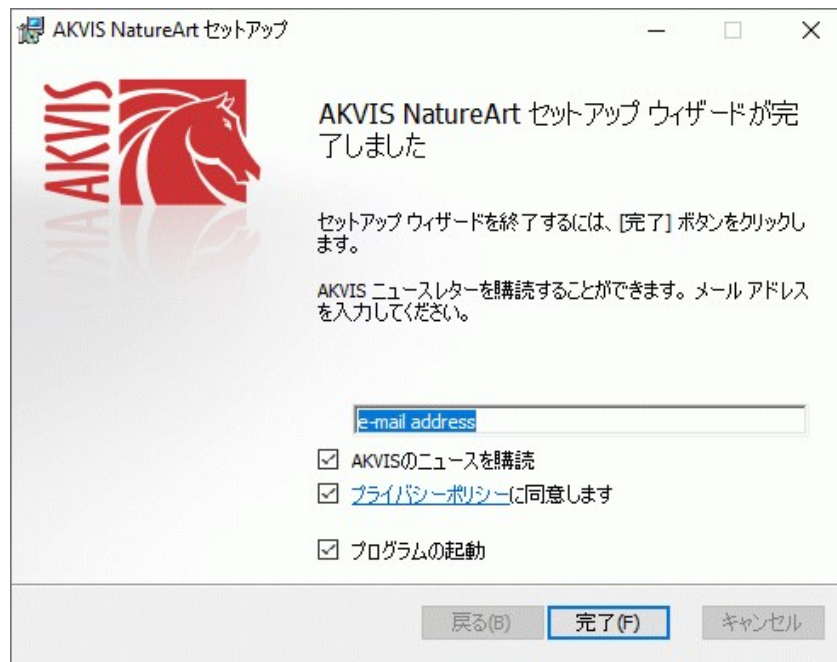 AKVIS NatureArt セットアップ
AKVIS
AKVIS NatureArt セットアップ ウィザードが完
了しました
セットアップ ウィザードを終了するには、[完了] ボタンをクリックし
ます。
AKVIS ニュースレターを購読することができます。メール アドレス
を入力してください。
e-mail address
AKVISのニュースを購読
プライバシーポリシーに同意します
プログラムの起動
戻る(B)
完了(F)
キャンセル